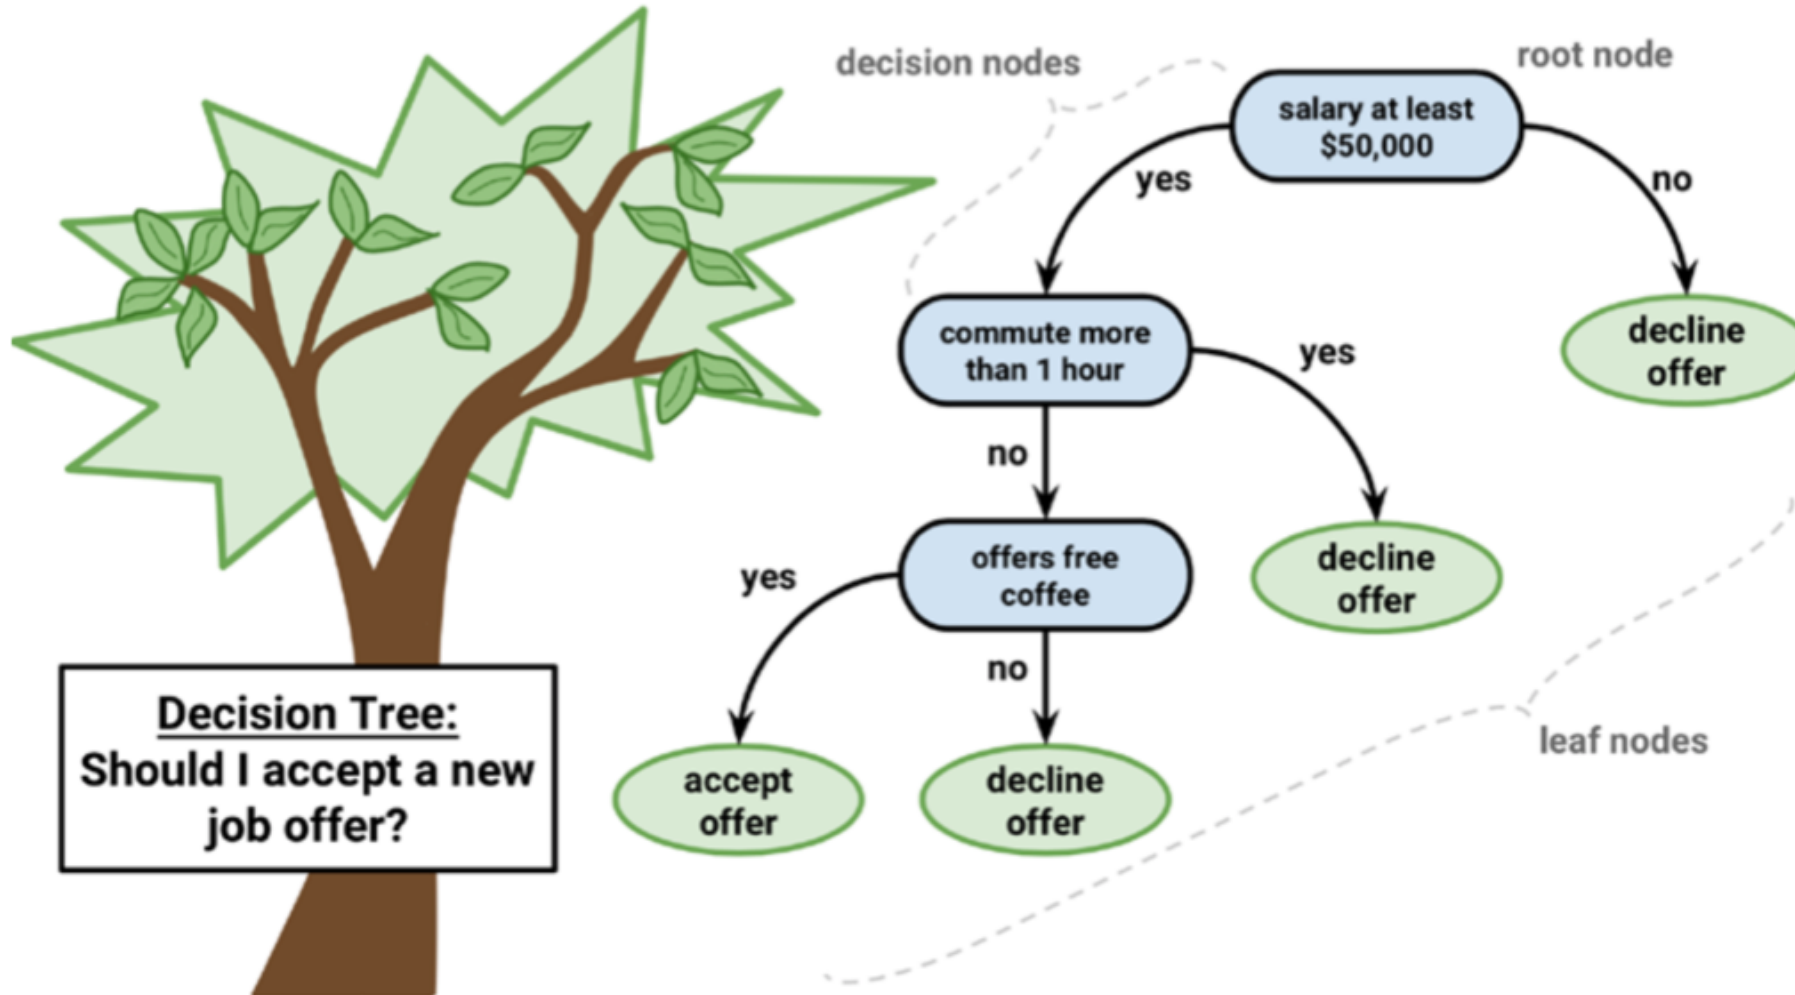 decision nodes
root node
salary at least
$50,000
yes
no
commute more
than 1 hour
yes
decline
offer
no
offers free
coffee
yes
decline
offer
no
accept
offer
decline
offer
leaf nodes
Decision Tree:
Should I accept a new
job offer?